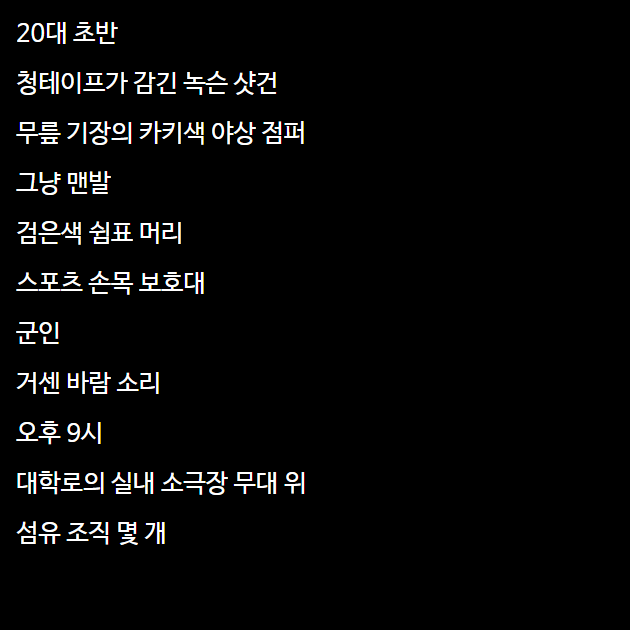 20대 초반
청테이프가 감긴 녹슨 샷건
무릎 기장의 카키색 야상 점퍼
그냥 맨발
검은색 쉼표 머리
스포츠 손목 보호대
군인
거센 바람 소리
오후 9시
대학로의 실내 소극장 무대 위
섬유 조직 몇 개